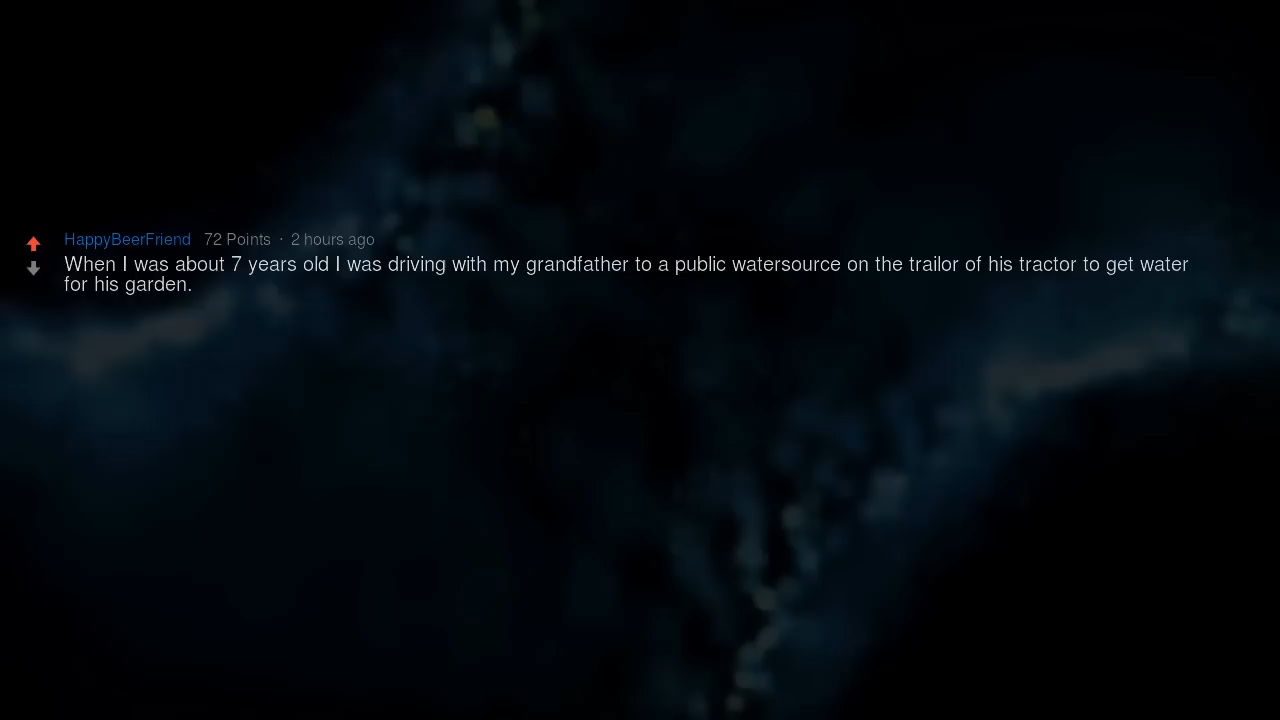 HappyBeerFriend 72 Points · 2 hours ago
When I was about 7 years old I was driving with my grandfather to a public watersource on the trailor of his tractor to get water
for his garden.